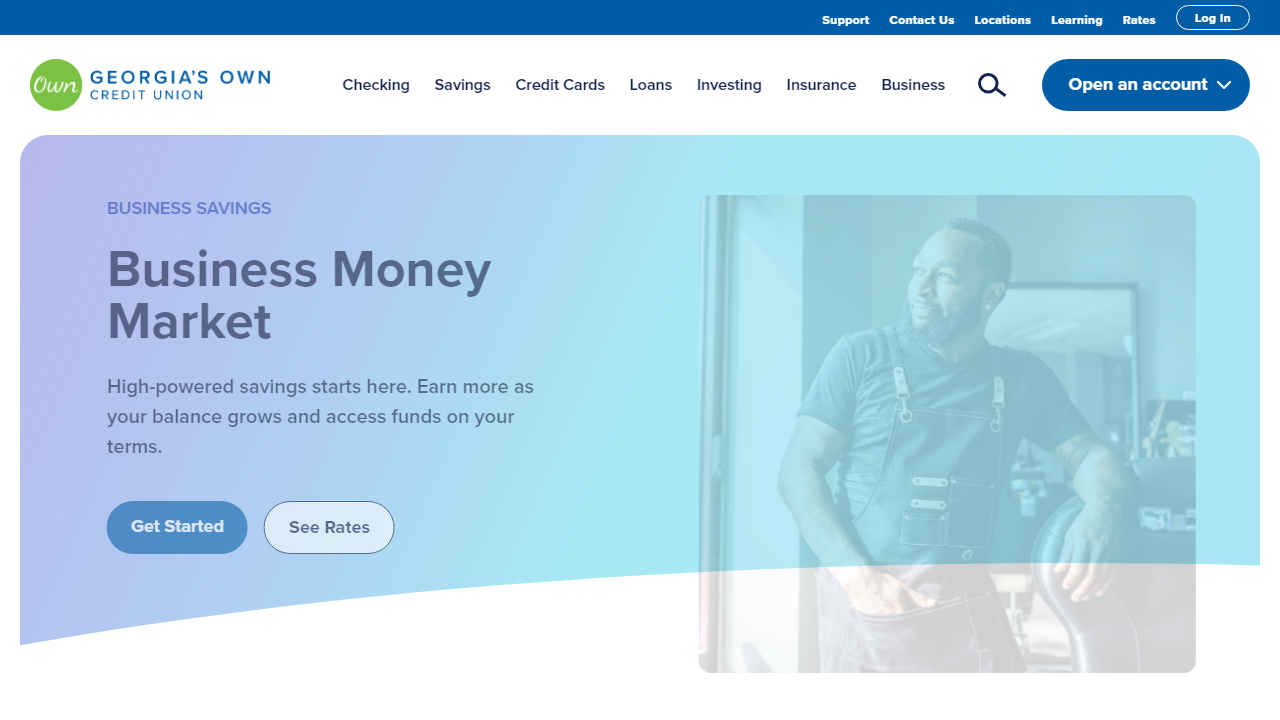 Support Contact Us Locations Learning Rates Log In
Own GEORGIA'S OWN
CREDIT UNION
Checking Savings Credit Cards Loans Investing Insurance Business Open an account
BUSINESS SAVINGS
Business Money
Market
High-powered savings starts here. Earn more as
your balance grows and access funds on your
terms.
Get Started See Rates